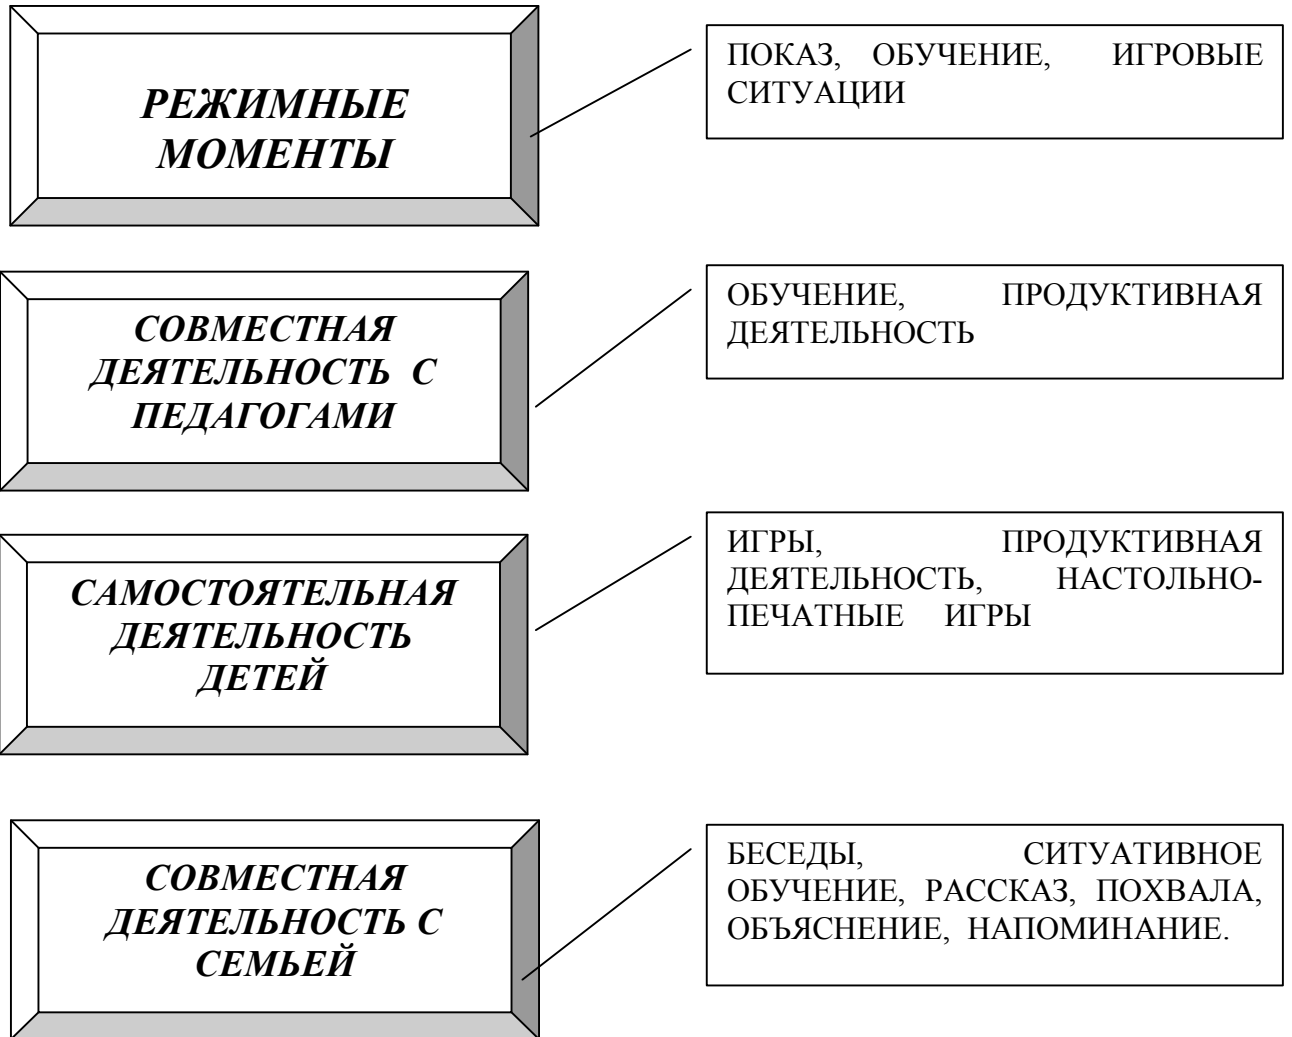 РЕЖИМНЫЕ
МОМЕНТЫ
ПОКАЗ, ОБУЧЕНИЕ, ИГРОВЫЕ
СИТУАЦИИ
СОВМЕСТНАЯ
ДЕЯТЕЛЬНОСТЬ С
ПЕДАГОГАМИ
ОБУЧЕНИЕ, ПРОДУКТИВНАЯ
ДЕЯТЕЛЬНОСТЬ
САМОСТОЯТЕЛЬНАЯ
ДЕЯТЕЛЬНОСТЬ
ДЕТЕЙ
ИГРЫ, ПРОДУКТИВНАЯ
ДЕЯТЕЛЬНОСТЬ, НАСТОЛЬНО-
ПЕЧАТНЫЕ ИГРЫ
СОВМЕСТНАЯ
ДЕЯТЕЛЬНОСТЬ С
СЕМЬЕЙ
БЕСЕДЫ, СИТУАТИВНОЕ
ОБУЧЕНИЕ, РАССКАЗ, ПОХВАЛА,
ОБЪЯСНЕНИЕ, НАПОМИНАНИЕ.